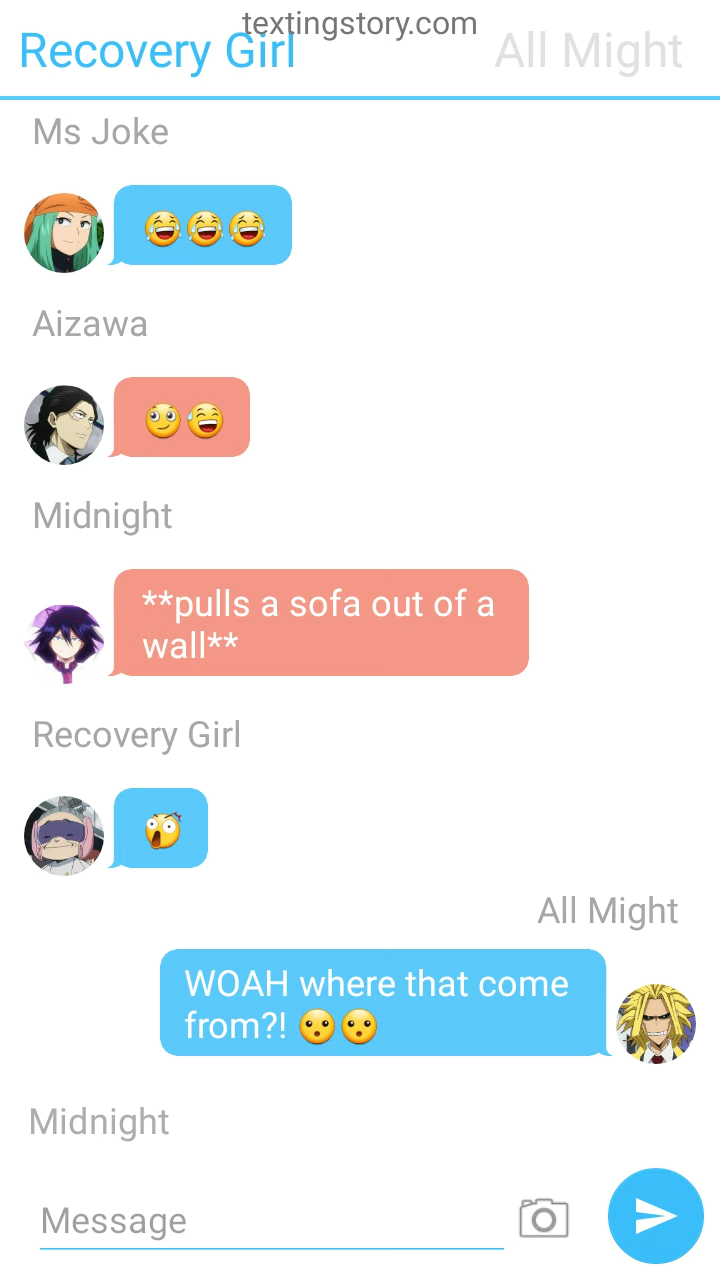 textingstory.com
Recovery Girl
All Might
Ms Joke
😂😂😂
Aizawa
🙄😅
Midnight
**pulls a sofa out of a
wall**
Recovery Girl
😱
All Might
WOAH where that come
from?! 😮😮
Midnight
Message